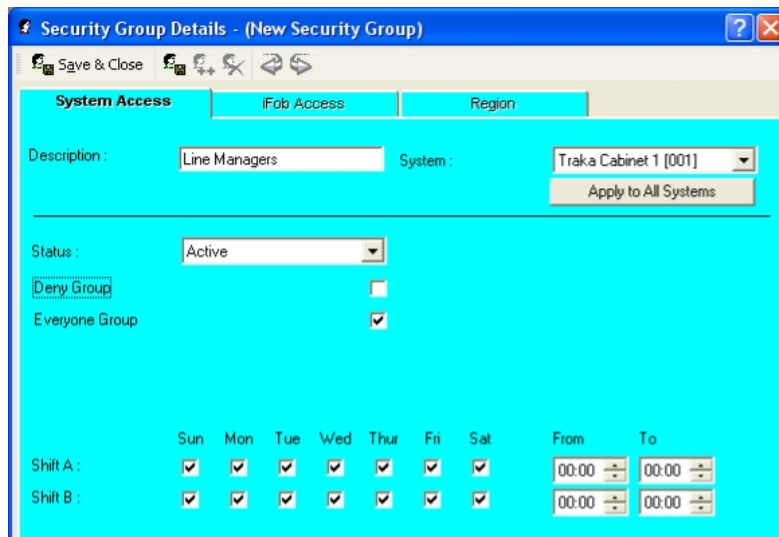 Security Group Details - (New Security Group)
Save & Close
System Access iFob Access Region
Description : Line Managers System : Traka Cabinet 1 [001]
Apply to All Systems
Status : Active
Deny Group
Everyone Group
Sun Mon Tue Wed Thur Fri Sat From To
Shift A : 00:00 00:00
Shift B : 00:00 00:00